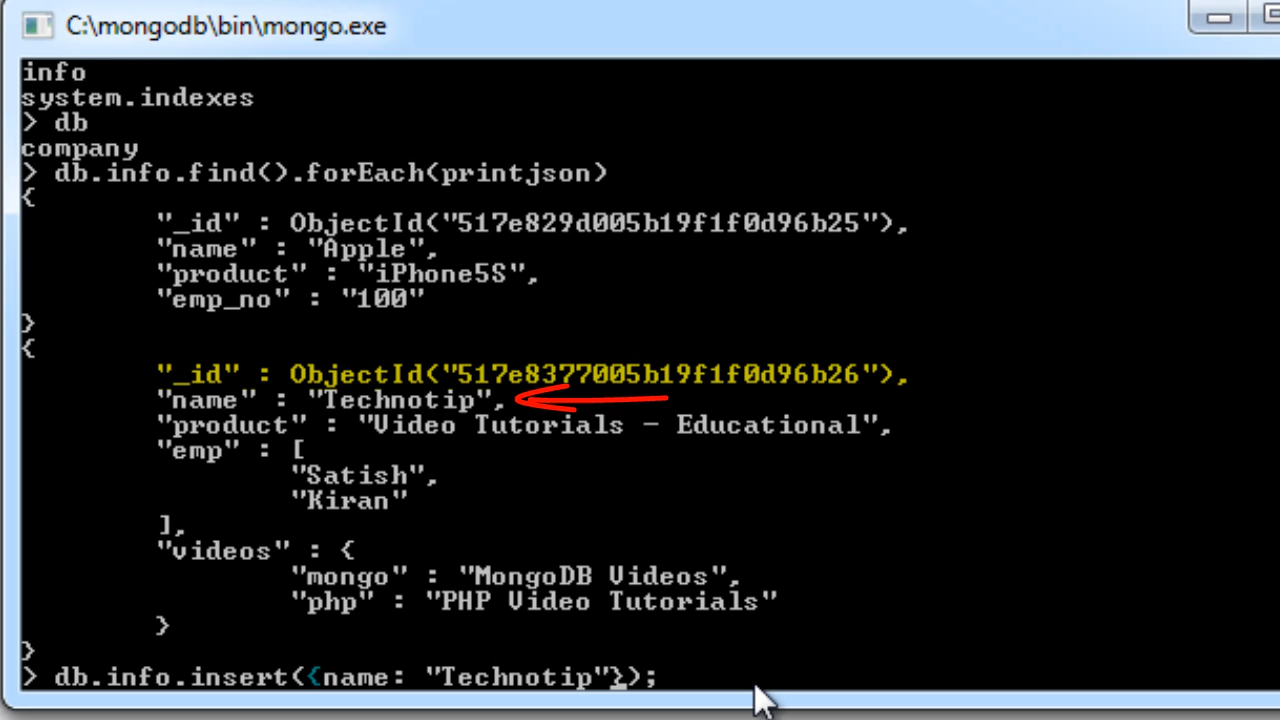 C:\mongodb\bin\mongo.exe
info
system.indexes
> db
company
> db.info.find().forEach(printjson)
{
"_id" : ObjectId("517e829d005b19f1f0d96b25"),
"name" : "Apple",
"product" : "iPhone5S",
"emp_no" : "100"
}
{
"_id" : ObjectId("517e8377005b19f1f0d96b26"),
"name" : "Technotip",
"product" : "Video Tutorials - Educational",
"emp" : [
"Satish",
"Kiran"
],
"videos" : {
"mongo" : "MongoDB Videos",
"php" : "PHP Video Tutorials"
}
}
> db.info.insert({name: "Technotip"});